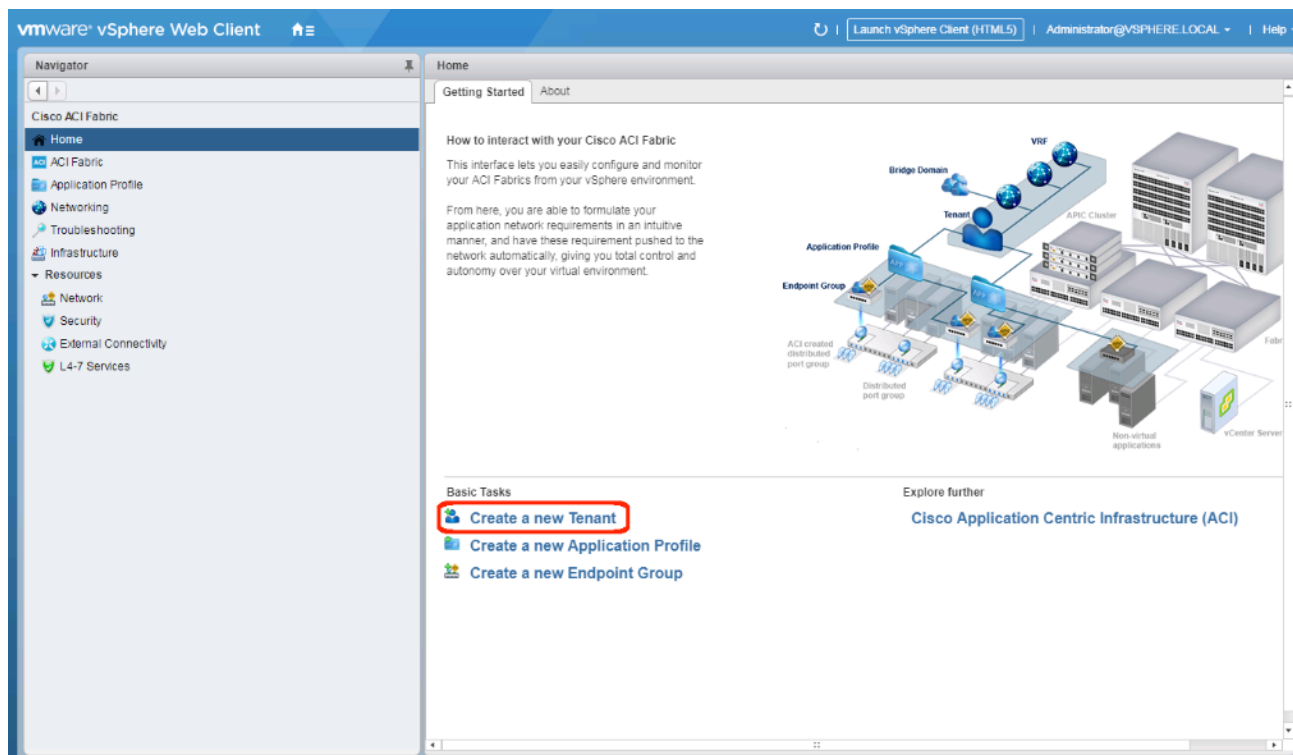 vmware® vSphere Web Client
Launch vSphere Client (HTML5)
Administrator@VSPHERE.LOCAL
Help
Navigator
Cisco ACI Fabric
Home
ACI Fabric
Application Profile
Networking
Troubleshooting
Infrastructure
Resources
Network
Security
External Connectivity
L4-7 Services
Home
Getting Started
About
How to interact with your Cisco ACI Fabric
This interface lets you easily configure and monitor
your ACI Fabrics from your vSphere environment.
From here, you are able to formulate your
application network requirements in an intuitive
manner, and have these requirement pushed to the
network automatically, giving you total control and
autonomy over your virtual environment.
VRF
Bridge Domain
Tenant
APIC Cluster
Application Profile
APP
Endpoint Group
APP
ACI created
distributed
port group
Distributed
port group
Fabr
Non-virtual
applications
vCenter Server
Basic Tasks
Create a new Tenant
Create a new Application Profile
Create a new Endpoint Group
Explore further
Cisco Application Centric Infrastructure (ACI)